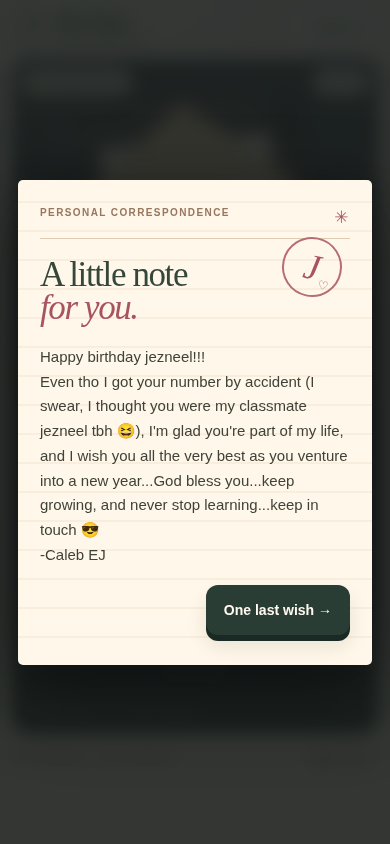 PERSONAL CORRESPONDENCE
✳
A little note
for you.
J
♡
Happy birthday jezneel!!!
Even tho I got your number by accident (I
swear, I thought you were my classmate
jezneel tbh 😆), I'm glad you're part of my life,
and I wish you all the very best as you venture
into a new year...God bless you...keep
growing, and never stop learning...keep in
touch 😎
-Caleb EJ
One last wish →